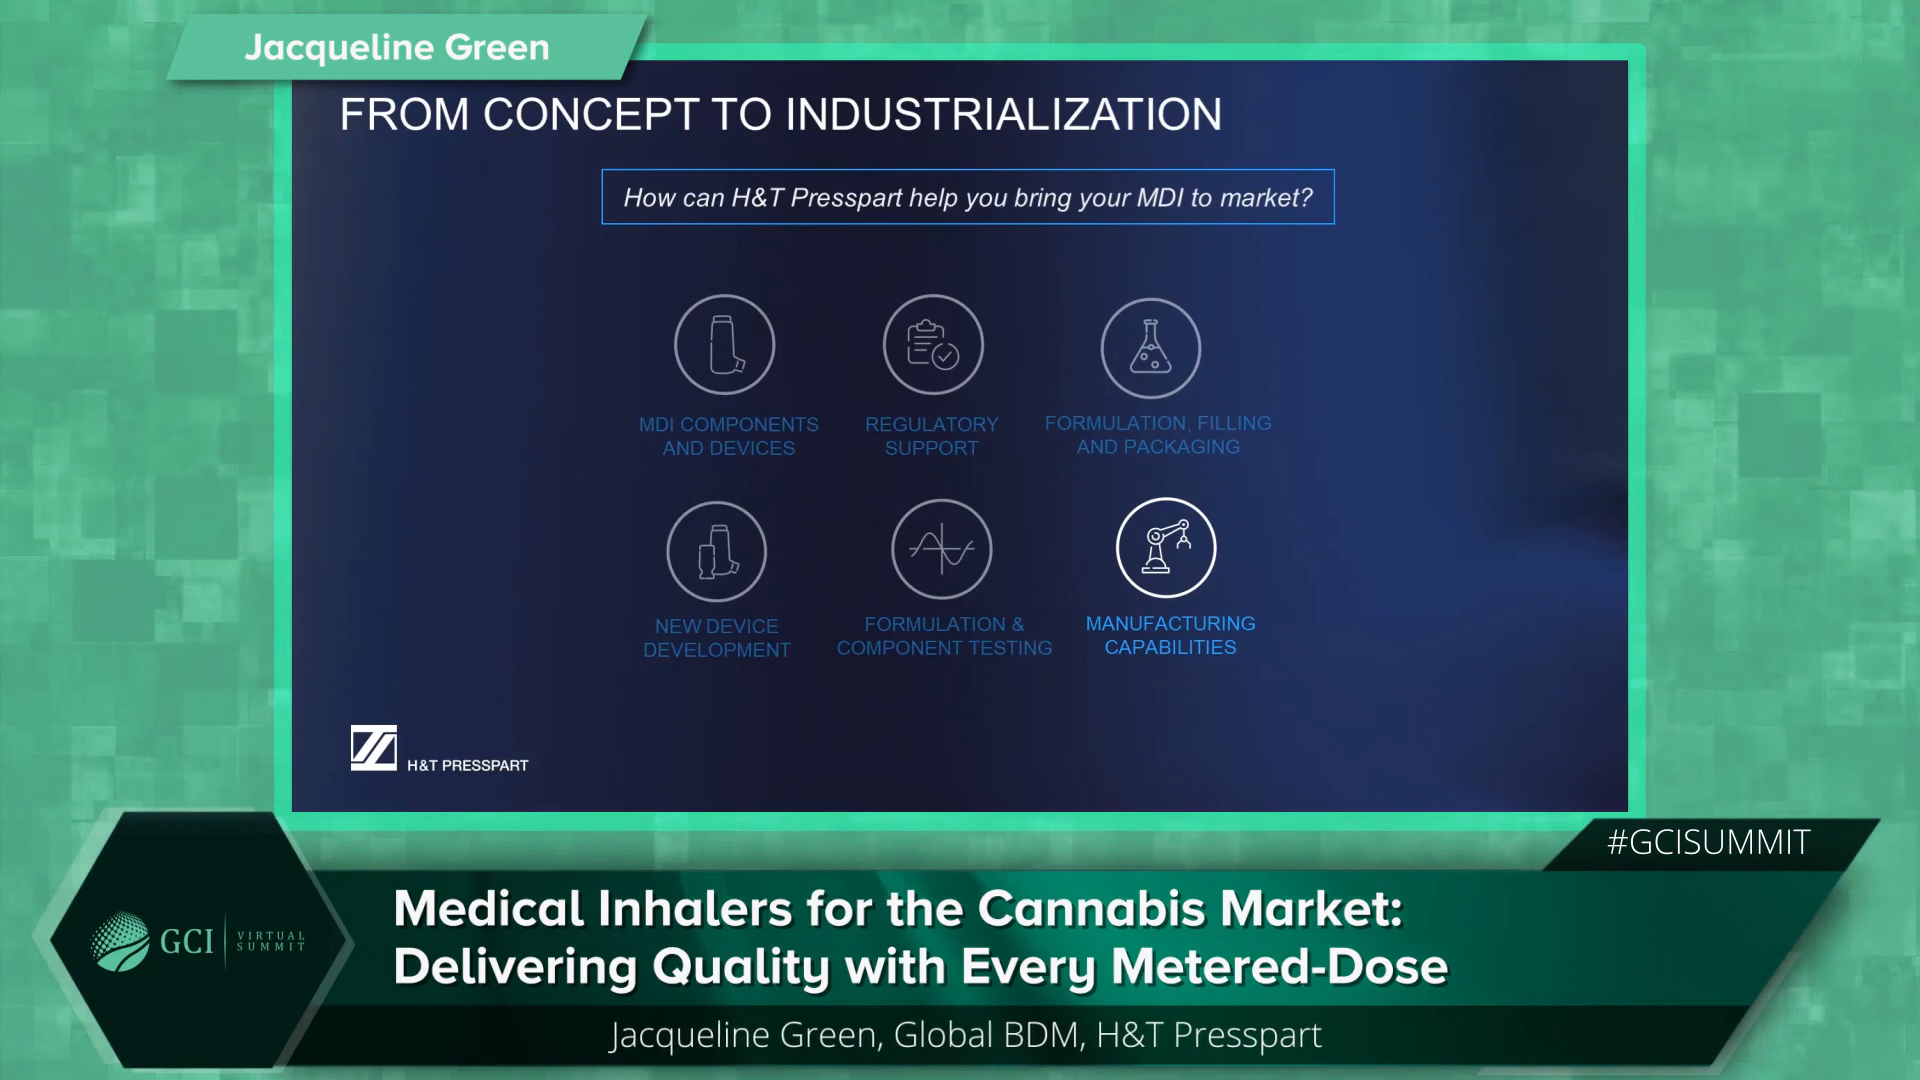 Jacqueline Green
FROM CONCEPT TO INDUSTRIALIZATION
How can H&T Presspart help you bring your MDI to market?
MDI COMPONENTS
AND DEVICES
REGULATORY
SUPPORT
FORMULATION, FILLING
AND PACKAGING
NEW DEVICE
DEVELOPMENT
FORMULATION &
COMPONENT TESTING
MANUFACTURING
CAPABILITIES
H&T PRESSPART
#GCISUMMIT
GCI
VIRTUAL
SUMMIT
Medical Inhalers for the Cannabis Market:
Delivering Quality with Every Metered-Dose
Jacqueline Green, Global BDM, H&T Presspart